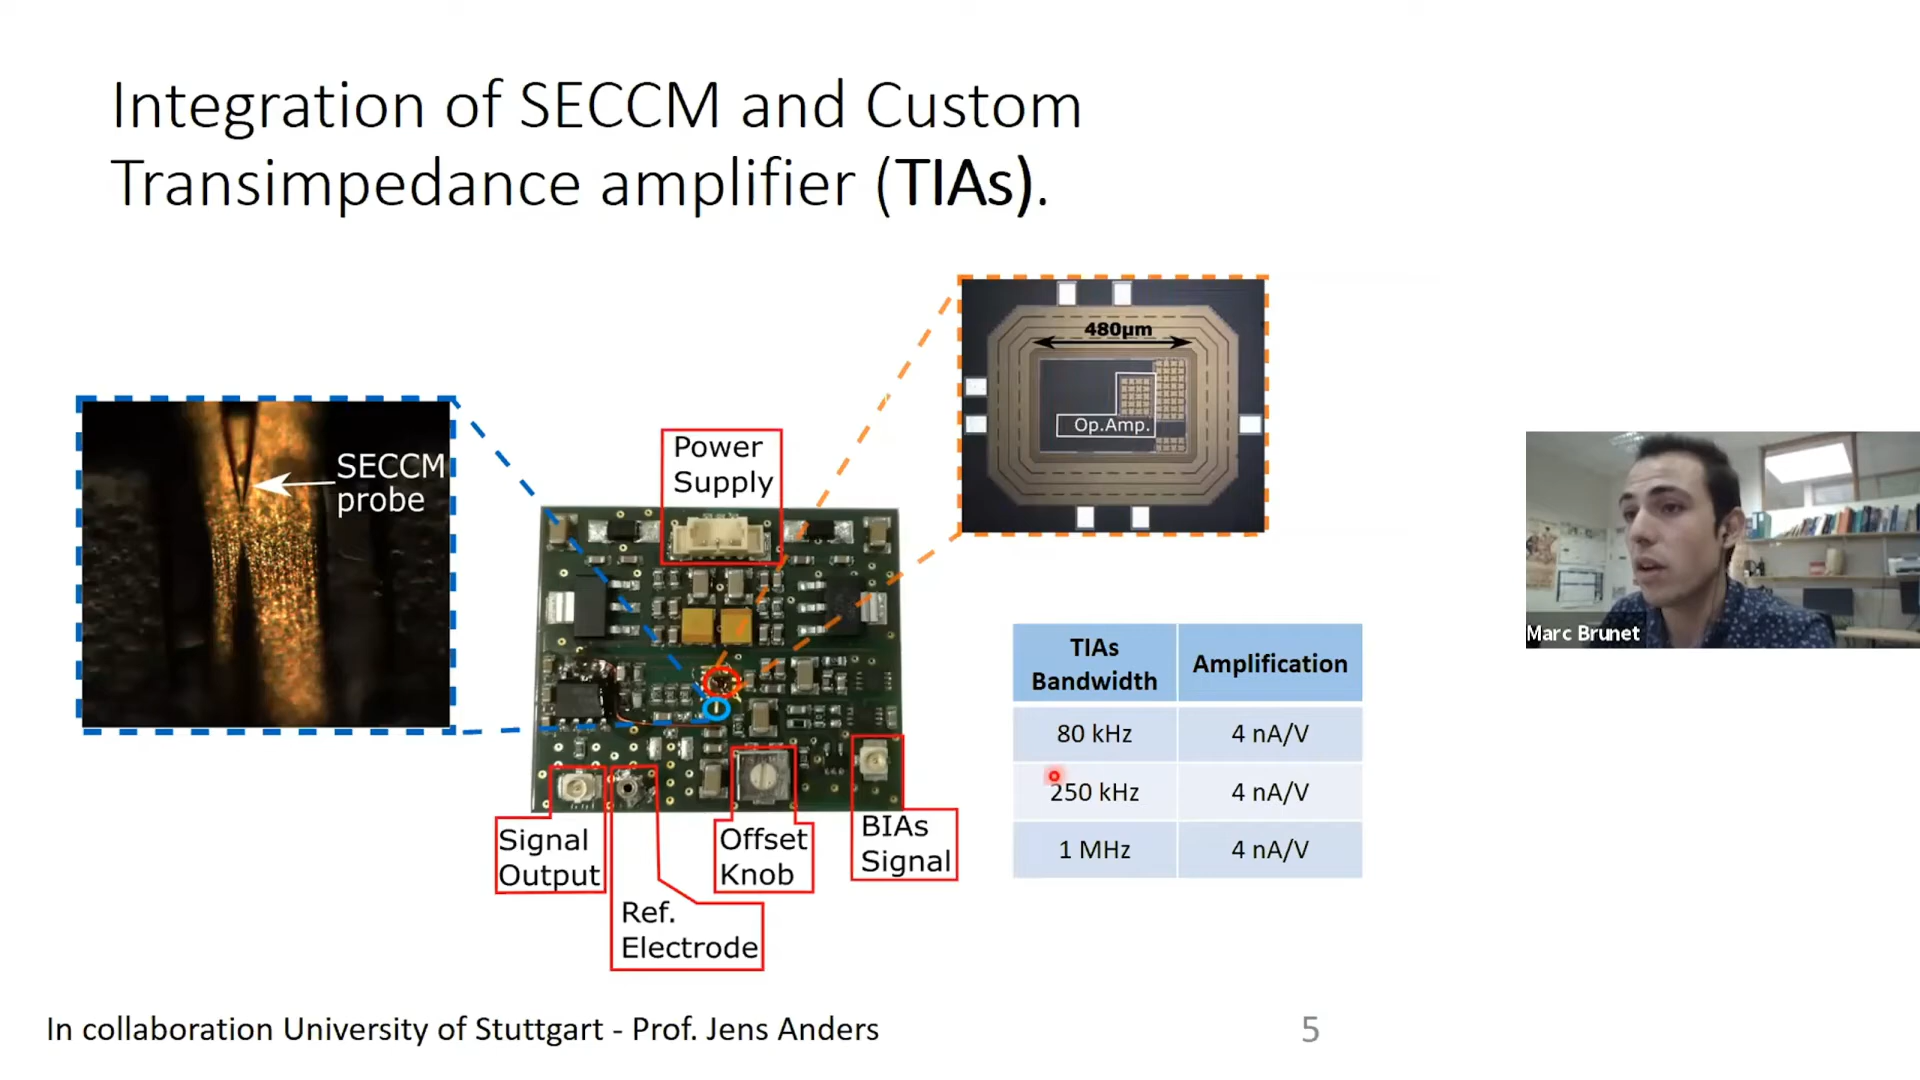 Integration of SECCM and Custom
Transimpedance amplifier (TIAs).
480µm
Op.Amp.
SECCM
probe
Power
Supply
TIAs
Bandwidth
Amplification
80 kHz
4 nA/V
250 kHz
4 nA/V
1 MHz
4 nA/V
Marc Brunet
Signal
Output
Ref.
Electrode
Offset
Knob
BIAs
Signal
In collaboration University of Stuttgart - Prof. Jens Anders
5